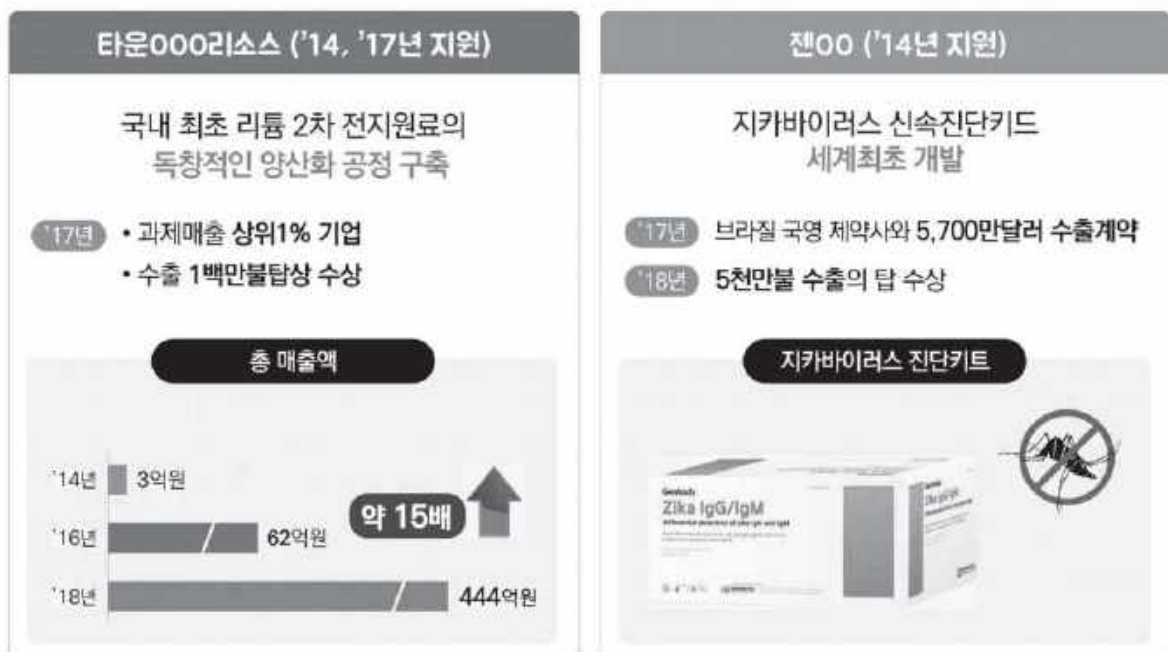 타운OOO리소스 ('14, '17년 지원)
국내 최초 리튬 2차 전지원료의
독창적인 양산화 공정 구축
'17년 • 과제매출 상위1% 기업
• 수출 1백만불탑상 수상
총 매출액
'14년 3억원
'16년 62억원
'18년 444억원
약 15배
젠OO ('14년 지원)
지카바이러스 신속진단키드
세계최초 개발
'17년 브라질 국영 제약사와 5,700만달러 수출계약
'18년 5천만불 수출의 탑 수상
지카바이러스 진단키트
Zika IgG/IgM